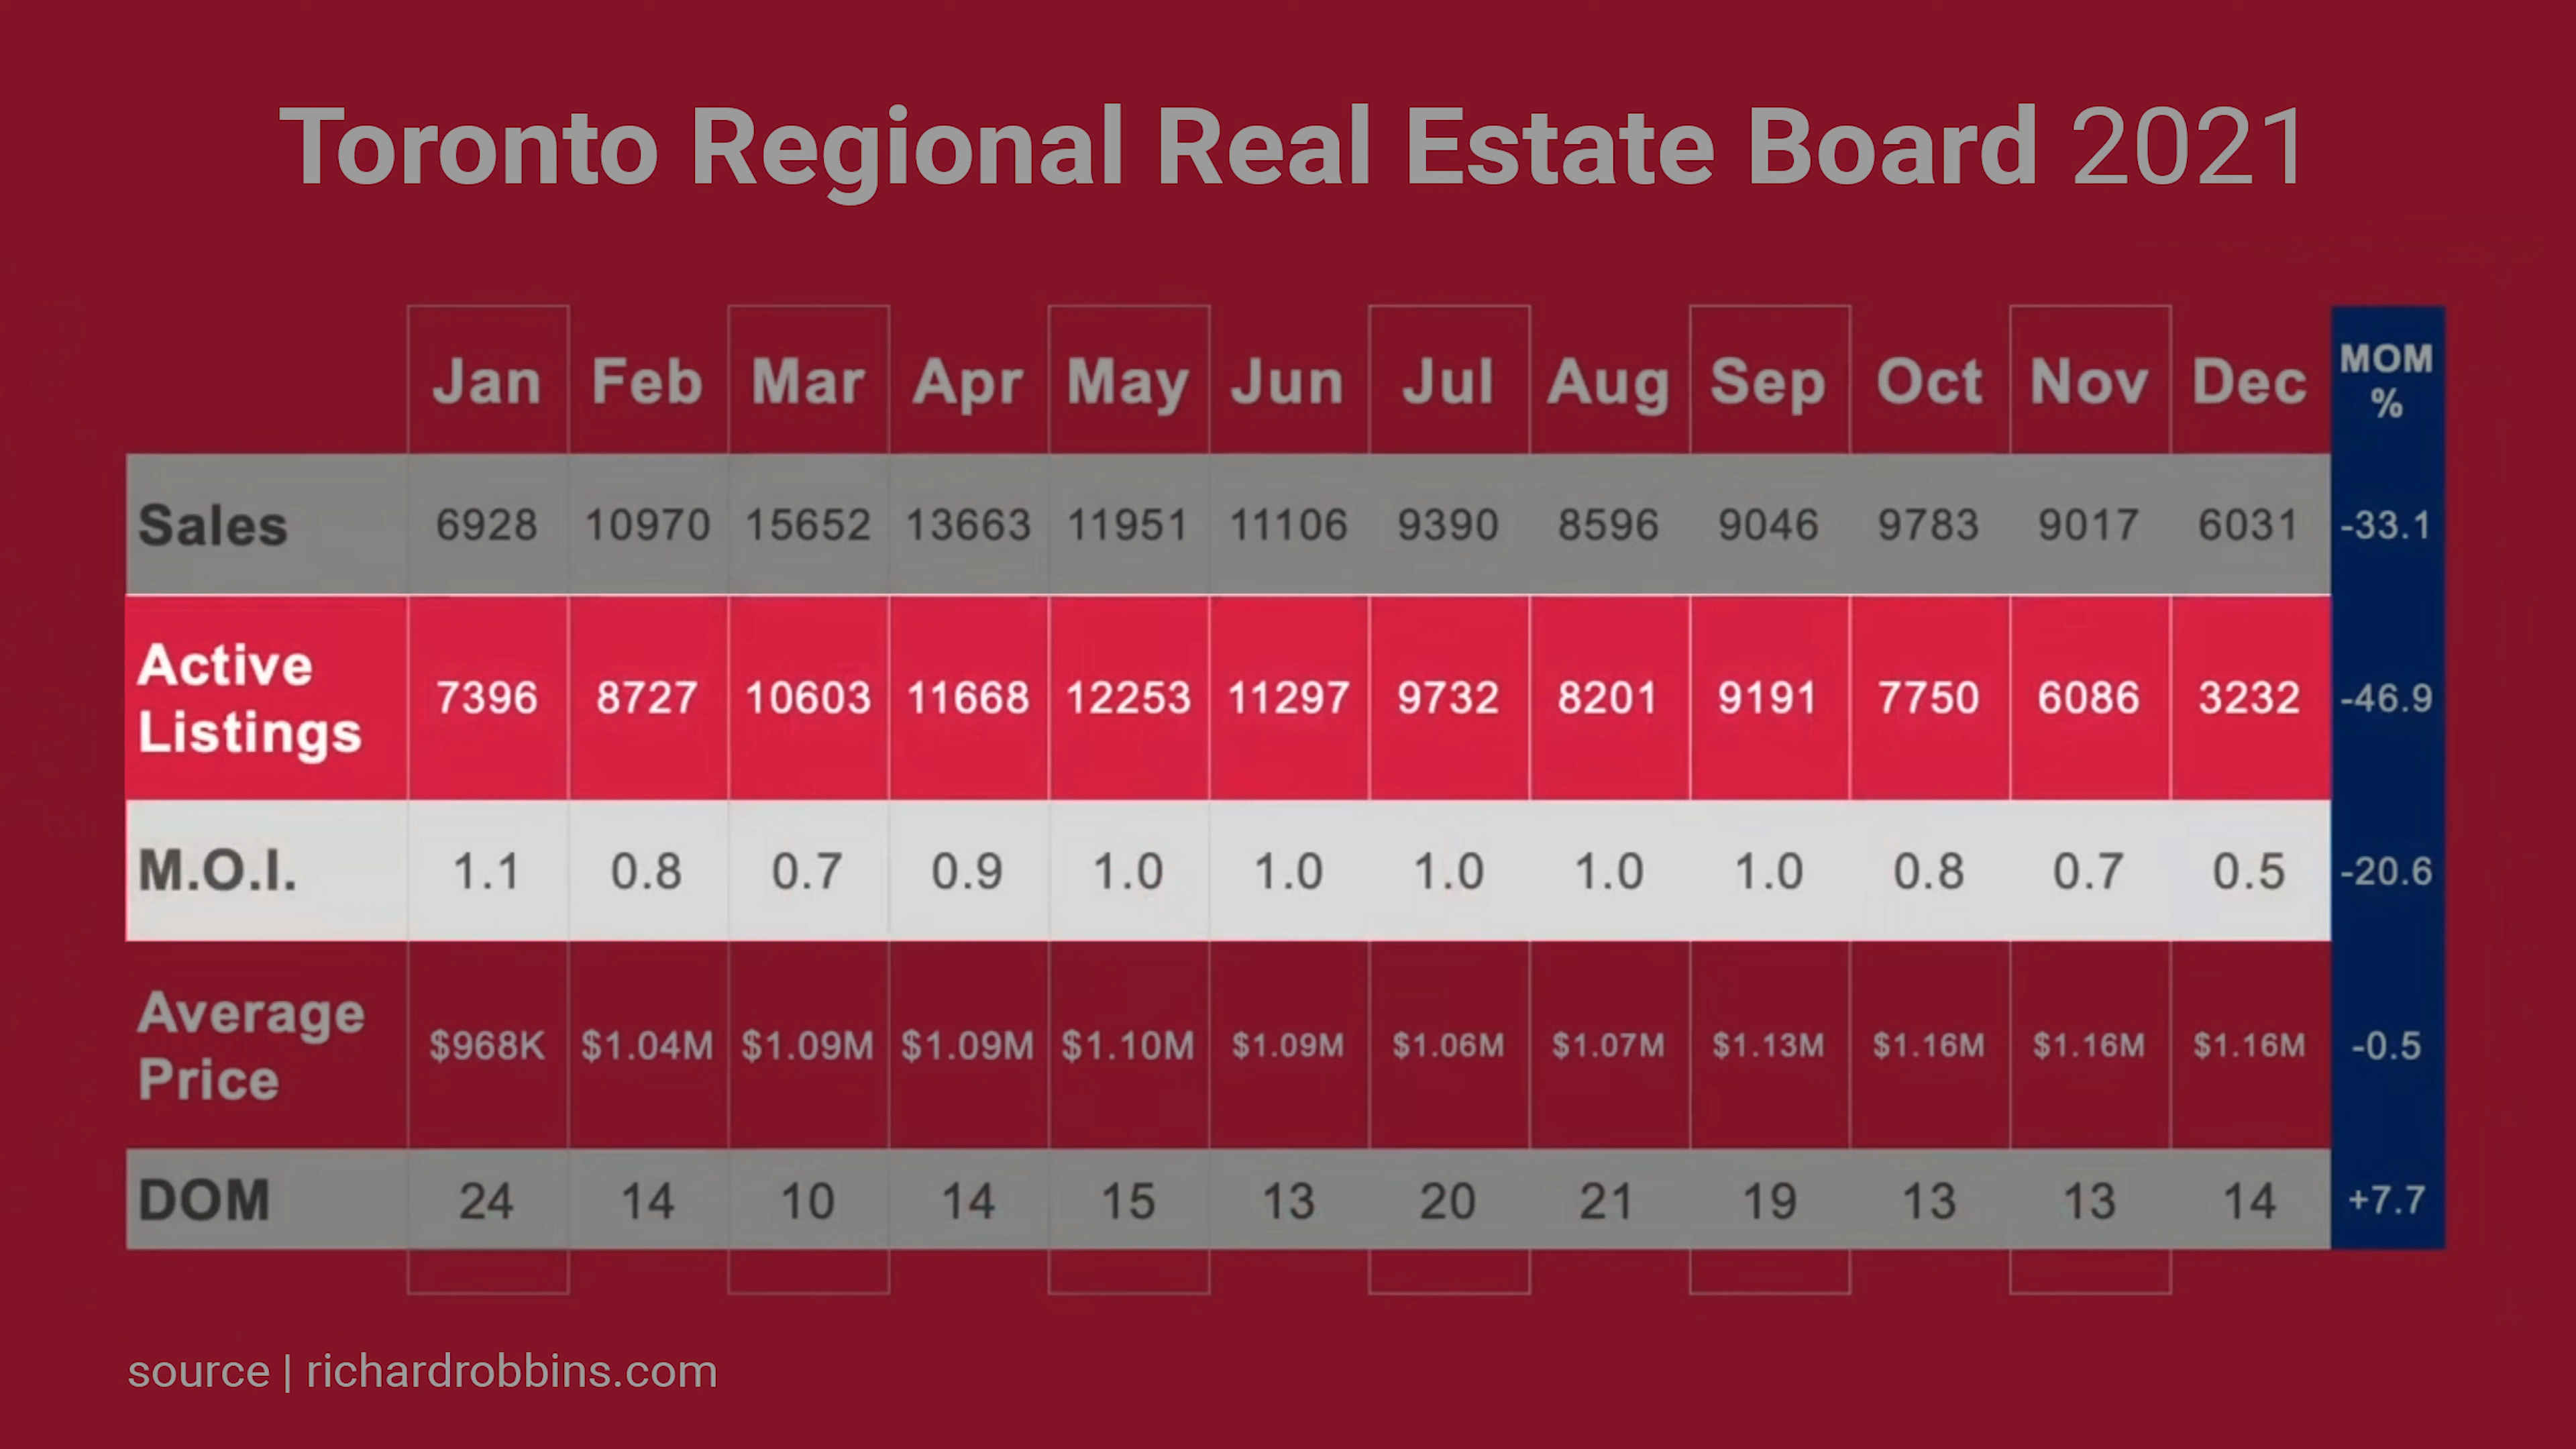 Toronto Regional Real Estate Board 2021
Jan Feb Mar Apr May Jun Jul Aug Sep Oct Nov Dec MOM %
Sales 6928 10970 15652 13663 11951 11106 9390 8596 9046 9783 9017 6031 -33.1
Active Listings 7396 8727 10603 11668 12253 11297 9732 8201 9191 7750 6086 3232 -46.9
M.O.I. 1.1 0.8 0.7 0.9 1.0 1.0 1.0 1.0 1.0 0.8 0.7 0.5 -20.6
Average Price $968K $1.04M $1.09M $1.09M $1.10M $1.09M $1.06M $1.07M $1.13M $1.16M $1.16M $1.16M -0.5
DOM 24 14 10 14 15 13 20 21 19 13 13 14 +7.7
source | richardrobbins.com